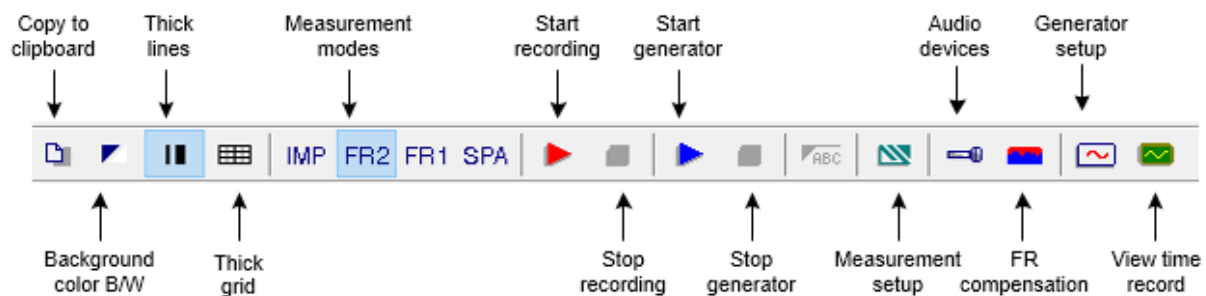 Copy to
clipboard
Thick
lines
Measurement
modes
Start
recording
Start
generator
Audio
devices
Generator
setup
IMP FR2 FR1 SPA
ABC
Background
color B/W
Thick
grid
Stop
recording
Stop
generator
Measurement
setup
FR
compensation
View time
record